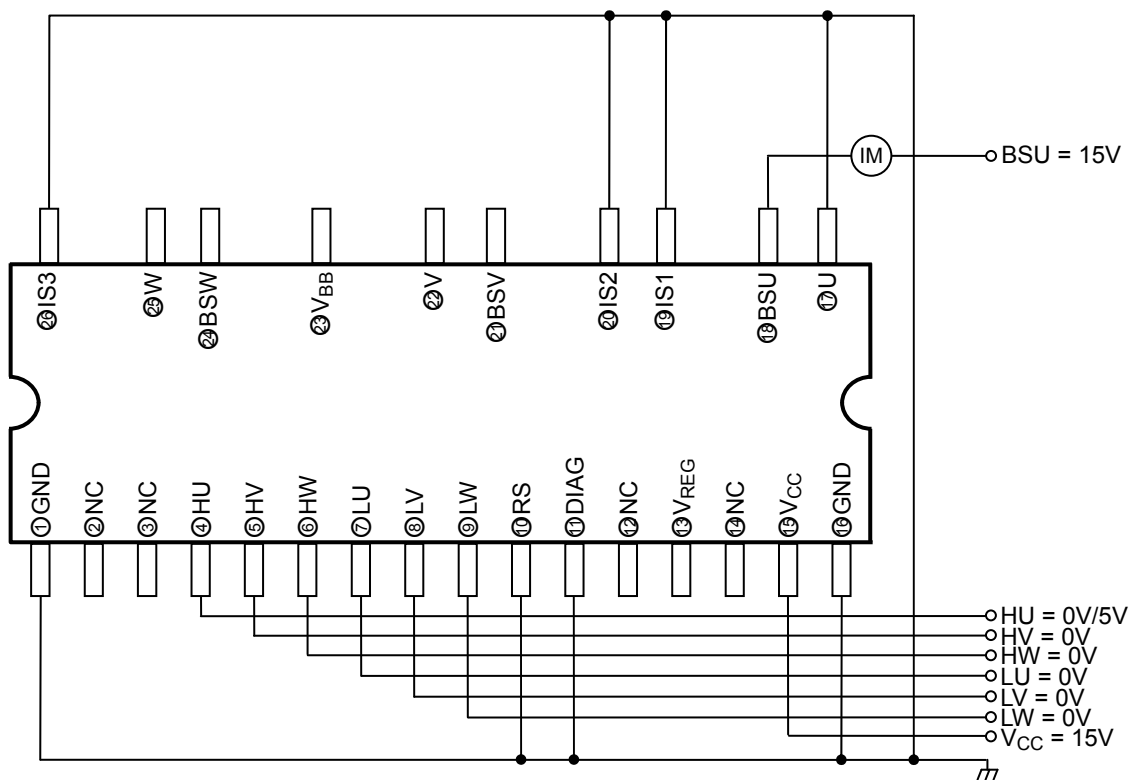 IM
BSU = 15V
㉖IS3
㉕W
㉔BSW
㉓VBB
㉒V
㉑BSV
⑳IS2
⑲IS1
⑱BSU
⑰U
①GND
②NC
③NC
④HU
⑤HV
⑥HW
⑦LU
⑧LV
⑨LW
⑩RS
⑪DIAG
⑫NC
⑬VREG
⑭NC
⑮VCC
⑯GND
HU = 0V/5V
HV = 0V
HW = 0V
LU = 0V
LV = 0V
LW = 0V
VCC = 15V